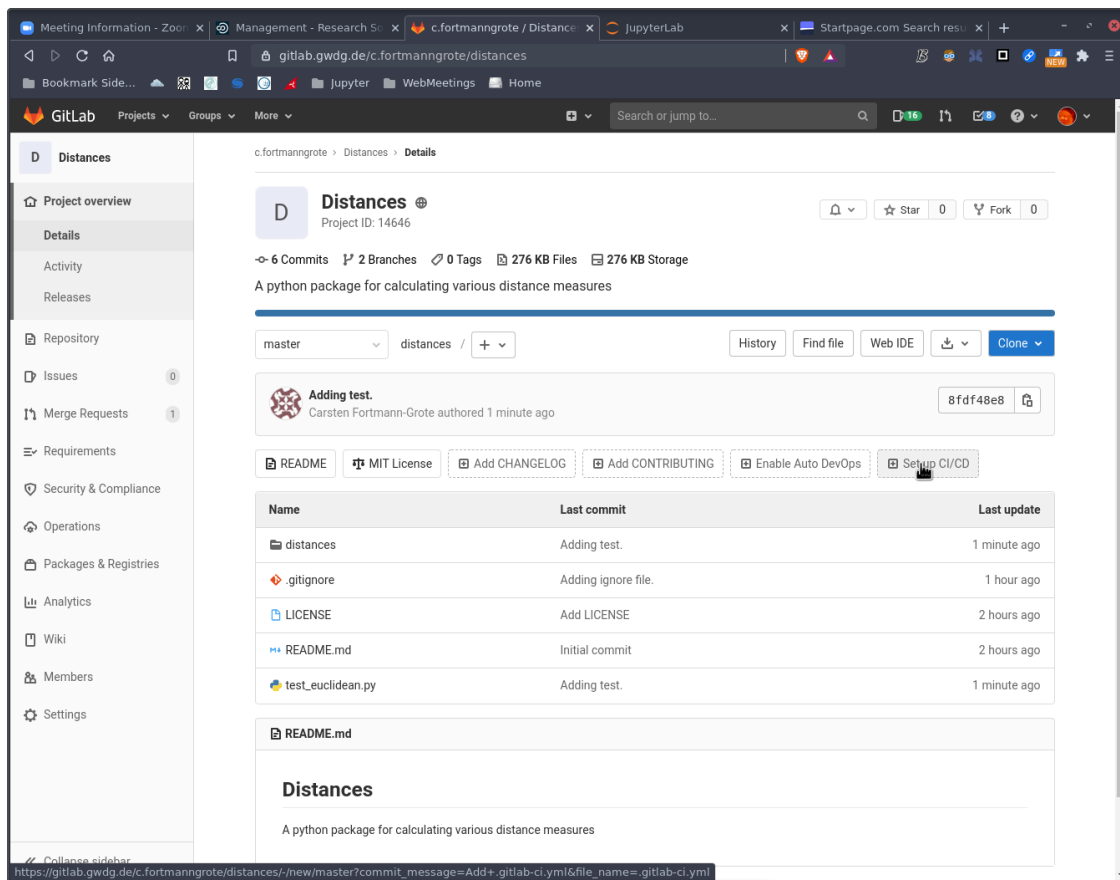 Meeting Information - Zoom Management - Research So c.fortmanngrote / Distance JupyterLab Startpage.com Search resu
gitlab.gwdg.de/c.fortmanngrote/distances
NEW
Bookmark Side... Jupyter WebMeetings Home
GitLab Projects Groups More Search or jump to... 16 8
D Distances
c.fortmanngrote > Distances > Details
Project overview
Details
Activity
Releases
Repository
Issues 0
Merge Requests 1
Requirements
Security & Compliance
Operations
Packages & Registries
Analytics
Wiki
Members
Settings
Collapse sidebar
D
Distances
Project ID: 14646
Star 0 Fork 0
6 Commits 2 Branches 0 Tags 276 KB Files 276 KB Storage
A python package for calculating various distance measures
master distances / + History Find file Web IDE Clone
Adding test.
Carsten Fortmann-Grote authored 1 minute ago
8fdf48e8
README MIT License Add CHANGELOG Add CONTRIBUTING Enable Auto DevOps Set up CI/CD
Name Last commit Last update
distances Adding test. 1 minute ago
.gitignore Adding ignore file. 1 hour ago
LICENSE Add LICENSE 2 hours ago
README.md Initial commit 2 hours ago
test_euclidean.py Adding test. 1 minute ago
README.md
Distances
A python package for calculating various distance measures
https://gitlab.gwdg.de/c.fortmanngrote/distances/-/new/master?commit_message=Add+.gitlab-ci.yml&file_name=.gitlab-ci.yml